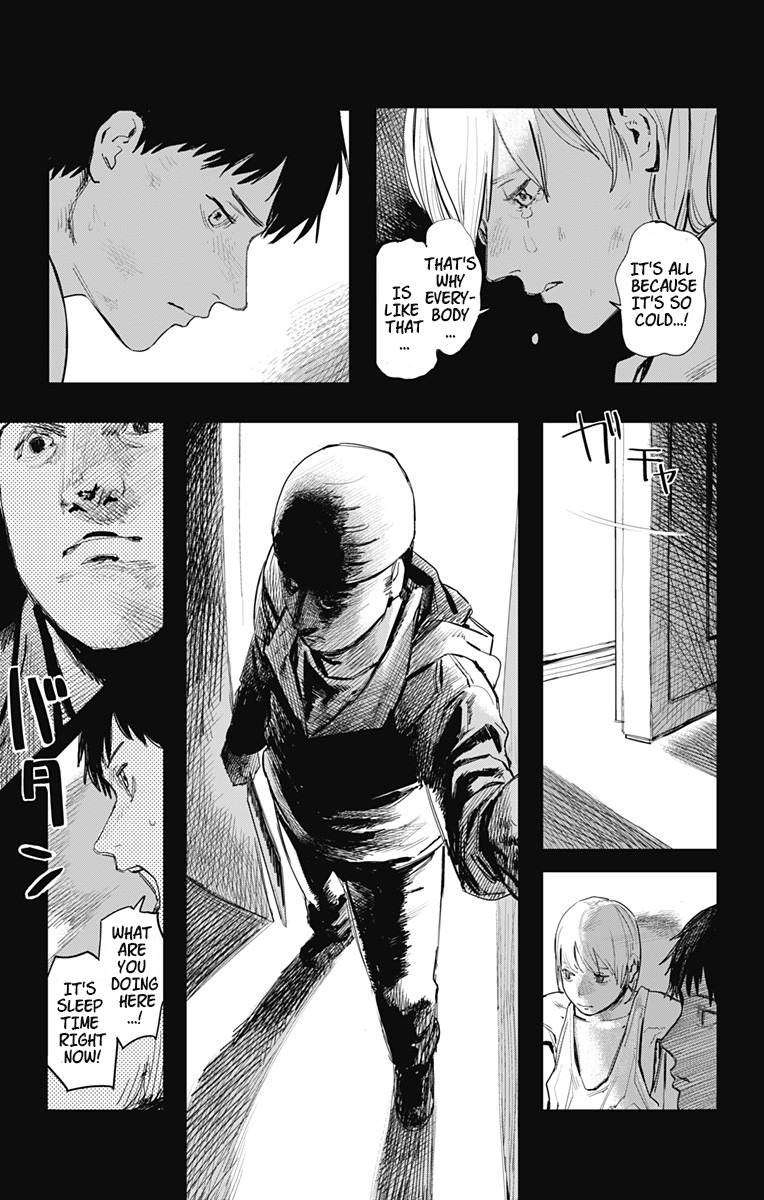 IT'S ALL
BECAUSE
IT'S SO
COLD...!
THAT'S
WHY
EVERY-
BODY
...
IS
LIKE
THAT
...
ガチャ
バタン
WHAT
ARE
YOU
DOING
HERE
...!
IT'S
SLEEP
TIME
RIGHT
NOW!